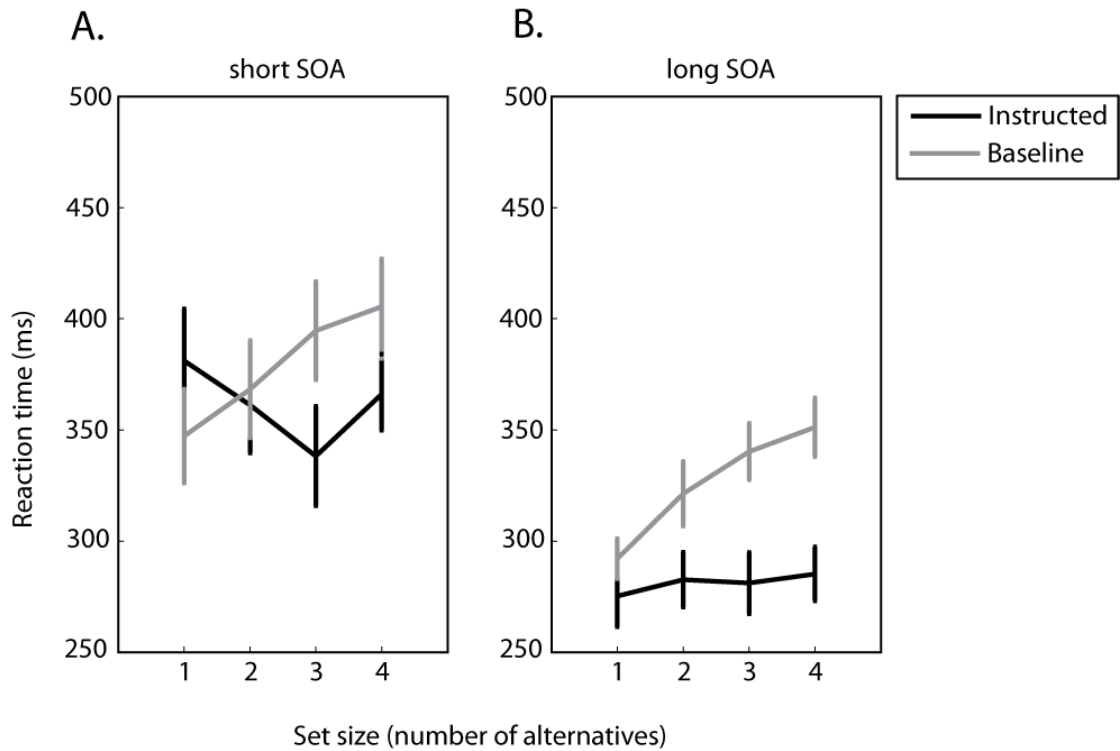 A.
B.
short SOA
long SOA
500
450
400
350
300
250
1 2 3 4
500
450
400
350
300
250
1 2 3 4
Instructed
Baseline
Reaction time (ms)
Set size (number of alternatives)